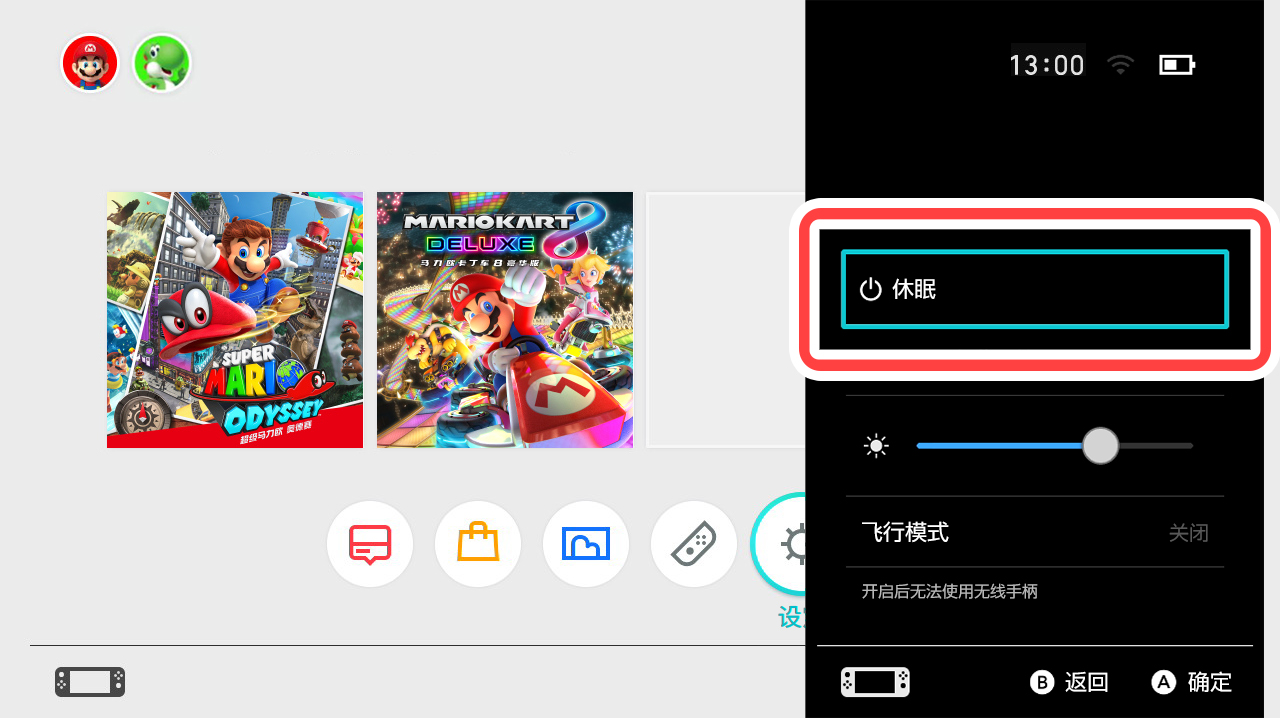 13:00
MARIOKART 8
DELUXE
马力欧卡丁车8 豪华版
SUPER
MARIO
ODYSSEY
超级马力欧 奥德赛
休眠
飞行模式 关闭
开启后无法使用无线手柄
设
B 返回 A 确定